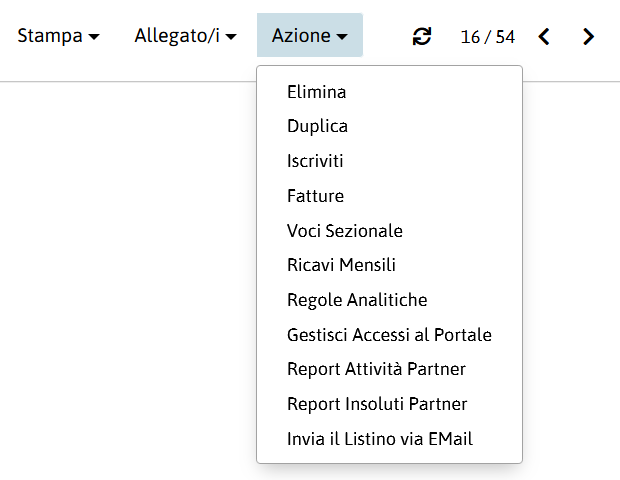 Stampa Allegato/i Azione 16 / 54
Elimina
Duplica
Iscriviti
Fatture
Voci Sezionale
Ricavi Mensili
Regole Analitiche
Gestisci Accessi al Portale
Report Attività Partner
Report Insoluti Partner
Invia il Listino via EMail